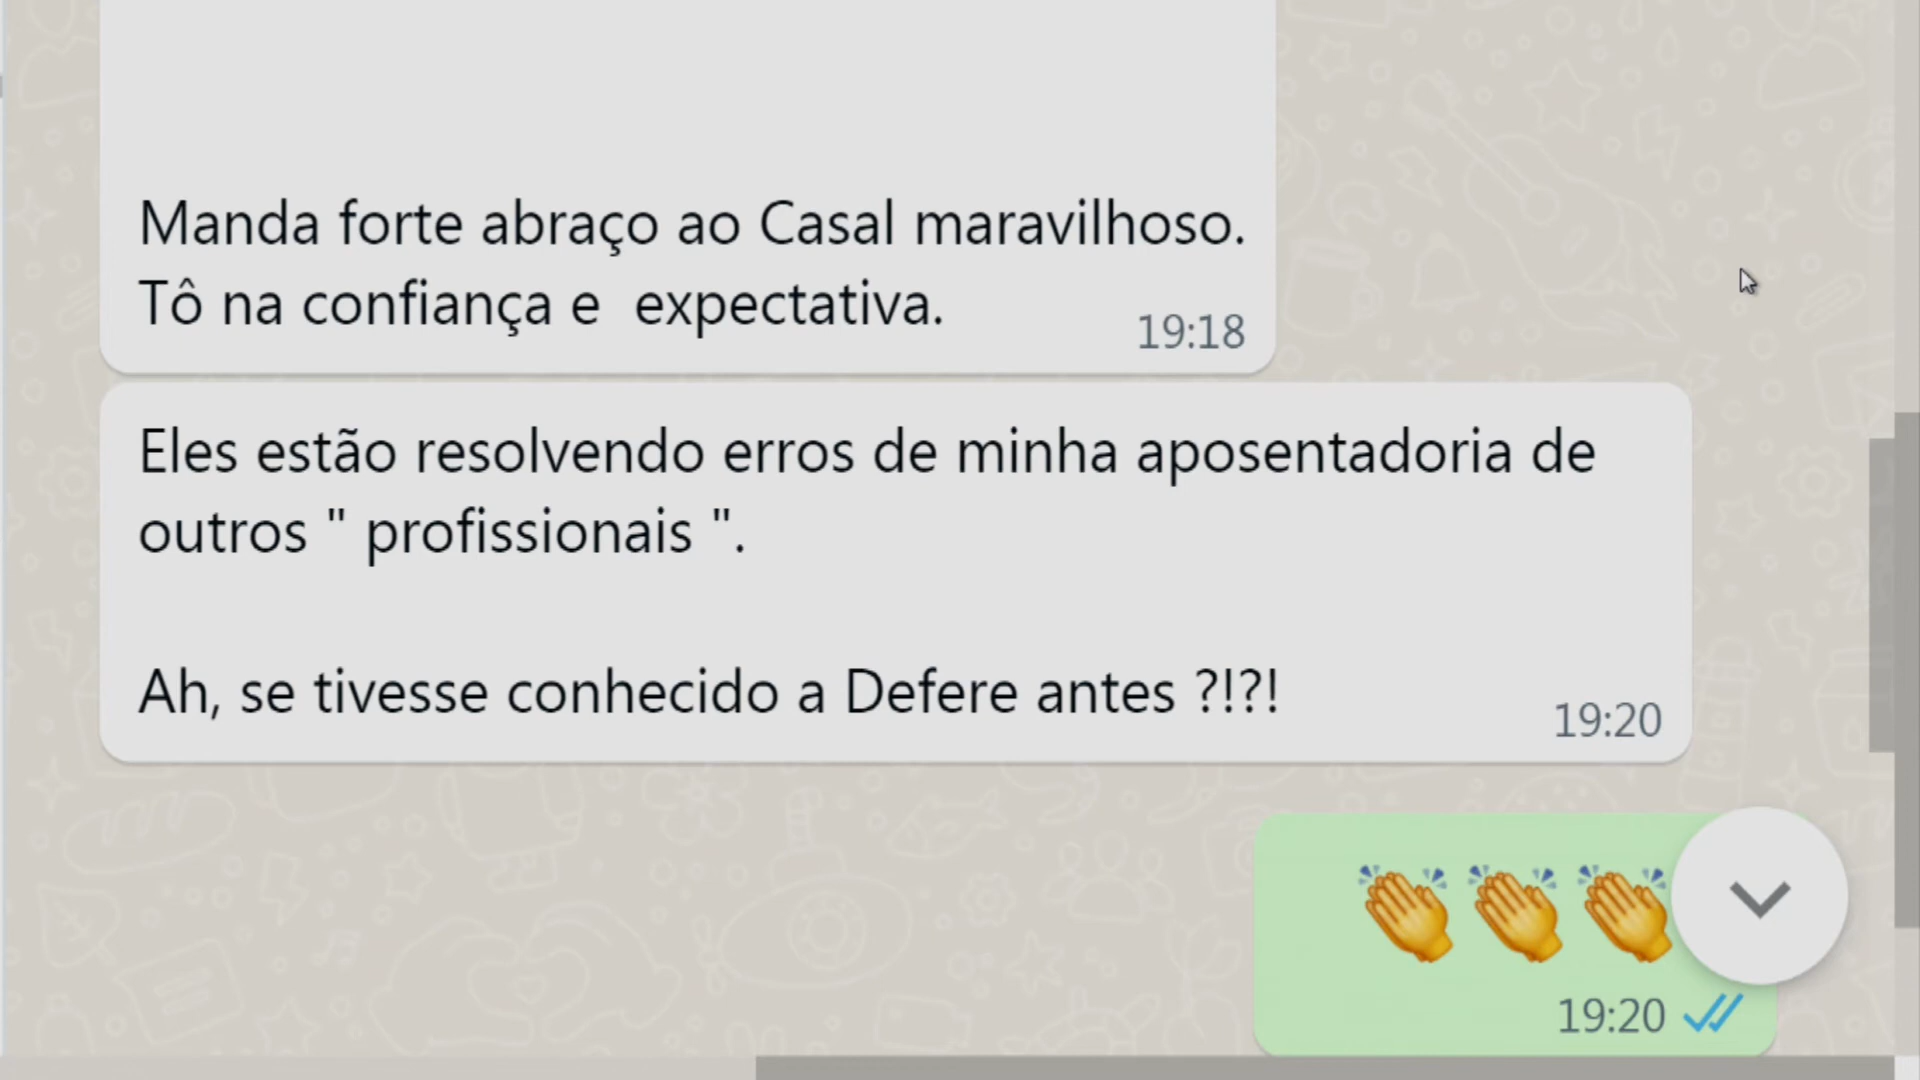 Manda forte abraço ao Casal maravilhoso.
Tô na confiança e  expectativa.
19:18
Eles estão resolvendo erros de minha aposentadoria de
outros " profissionais ".
Ah, se tivesse conhecido a Defere antes ?!?!
19:20
👏👏👏
19:20